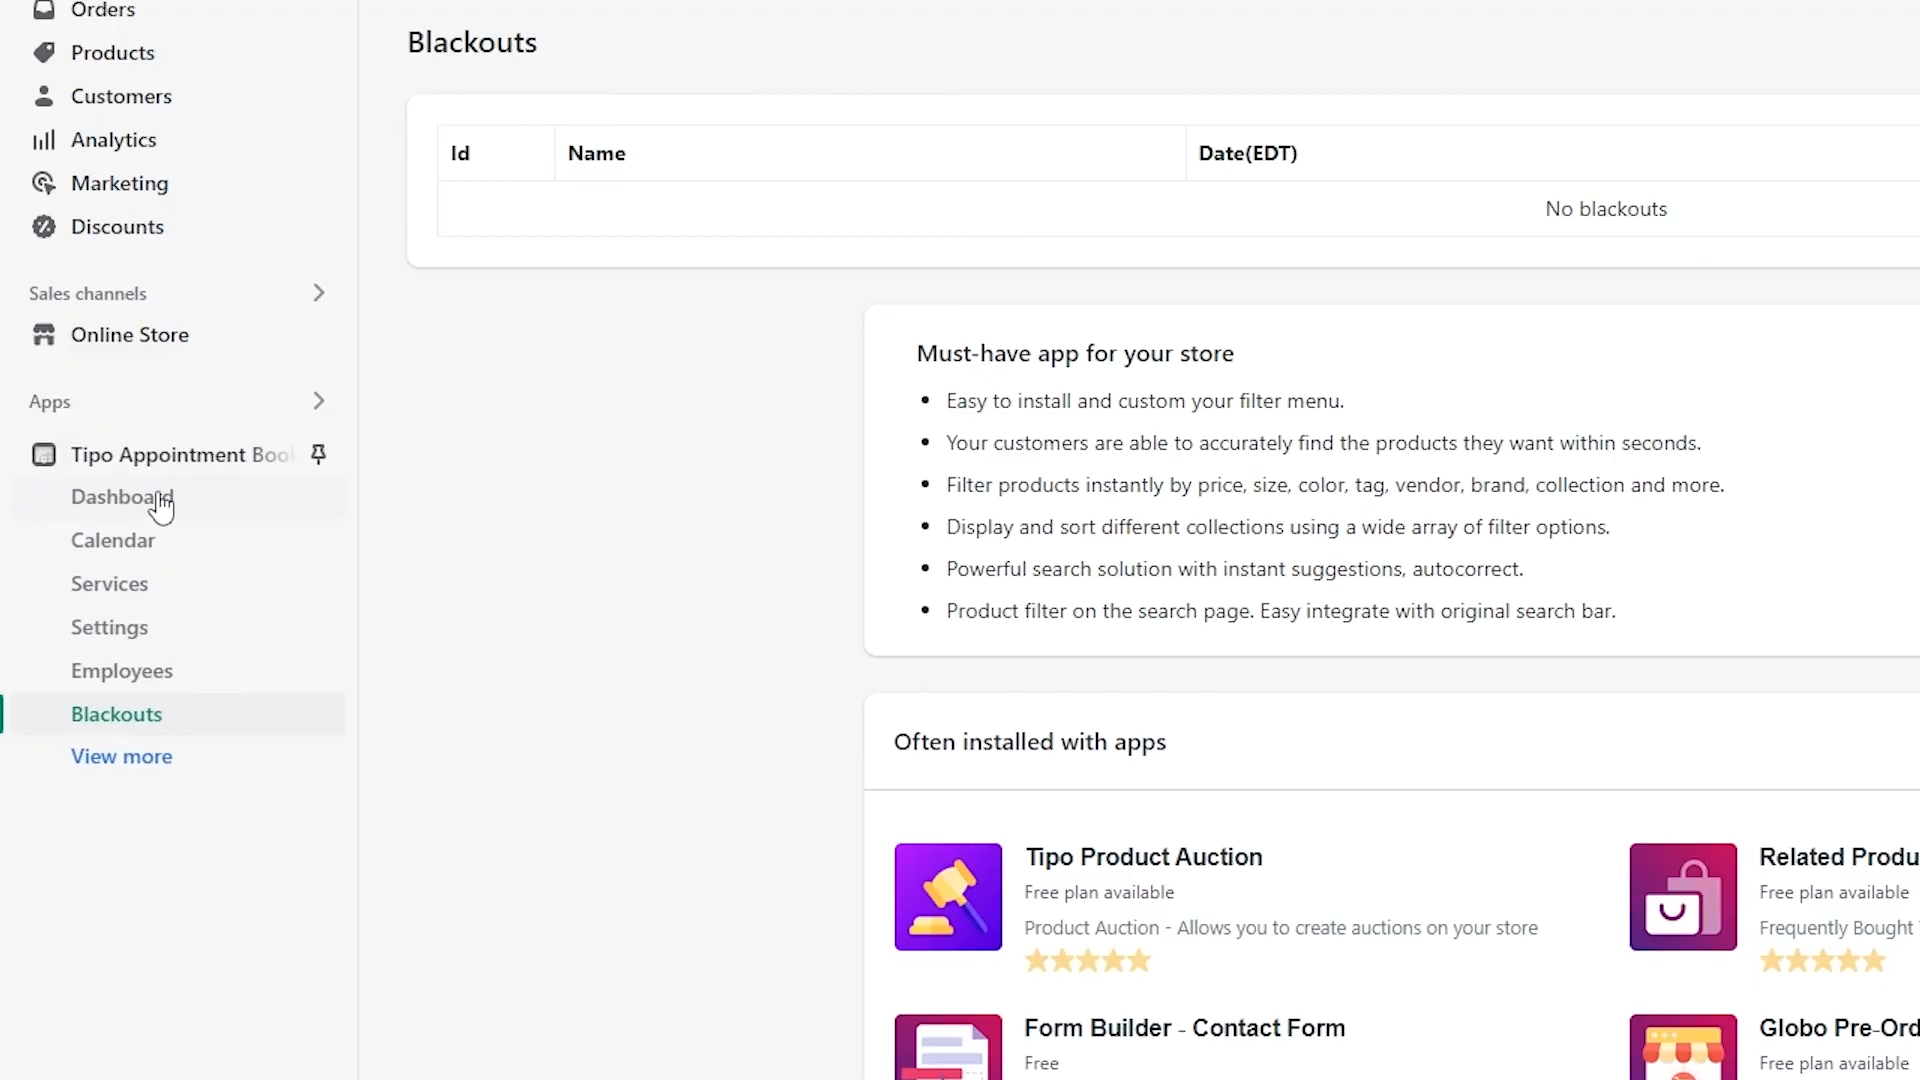 Orders
Products
Customers
Analytics
Marketing
Discounts
Sales channels
Online Store
Apps
Tipo Appointment Boo
Dashboard
Calendar
Services
Settings
Employees
Blackouts
View more
Blackouts
Id Name Date(EDT)
No blackouts
Must-have app for your store
• Easy to install and custom your filter menu.
• Your customers are able to accurately find the products they want within seconds.
• Filter products instantly by price, size, color, tag, vendor, brand, collection and more.
• Display and sort different collections using a wide array of filter options.
• Powerful search solution with instant suggestions, autocorrect.
• Product filter on the search page. Easy integrate with original search bar.
Often installed with apps
Tipo Product Auction
Free plan available
Product Auction - Allows you to create auctions on your store
Related Produ
Free plan available
Frequently Bought
Form Builder - Contact Form
Free
Globo Pre-Ord
Free plan available